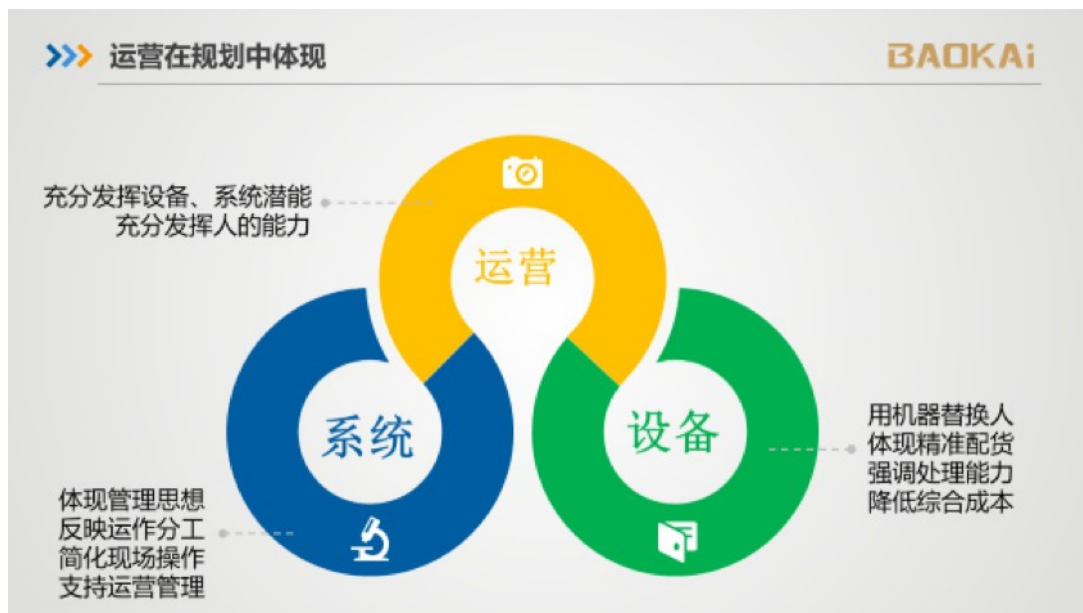 运营在规划中体现
BAOKAi
充分发挥设备、系统潜能
充分发挥人的能力
运营
系统
设备
用机器替换人
体现精准配货
强调处理能力
降低综合成本
体现管理思想
反映运作分工
简化现场操作
支持运营管理